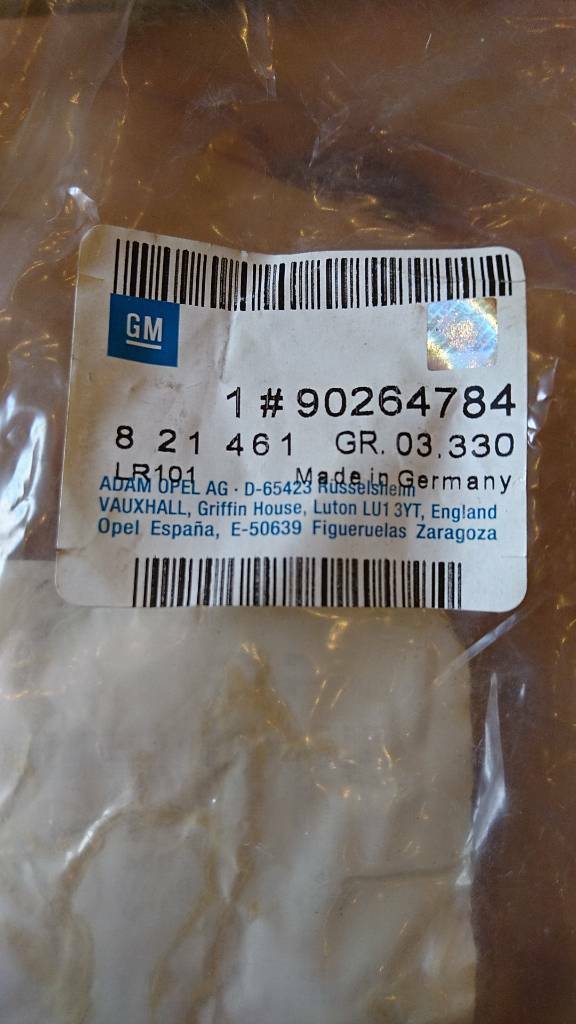 GM
1 # 90264784
8 21 461 GR. 03.330
LR101 Made in Germany
ADAM OPEL AG · D-65423 Rüsselsheim
VAUXHALL, Griffin House, Luton LU1 3YT, England
Opel España, E-50639 Figueruelas Zaragoza